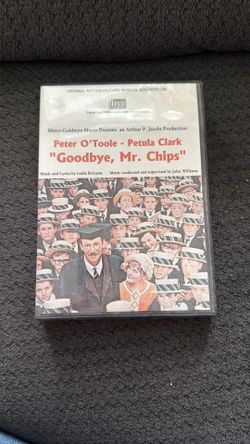 ORIGINAL MOTION PICTURE MUSICAL SOUNDTRACK
Metro-Goldwyn-Mayer Presents an Arthur P. Jacobs Production
Peter O'Toole - Petula Clark
"Goodbye, Mr. Chips"
Music and Lyrics by Leslie Bricusse Music conducted and supervised by John Williams